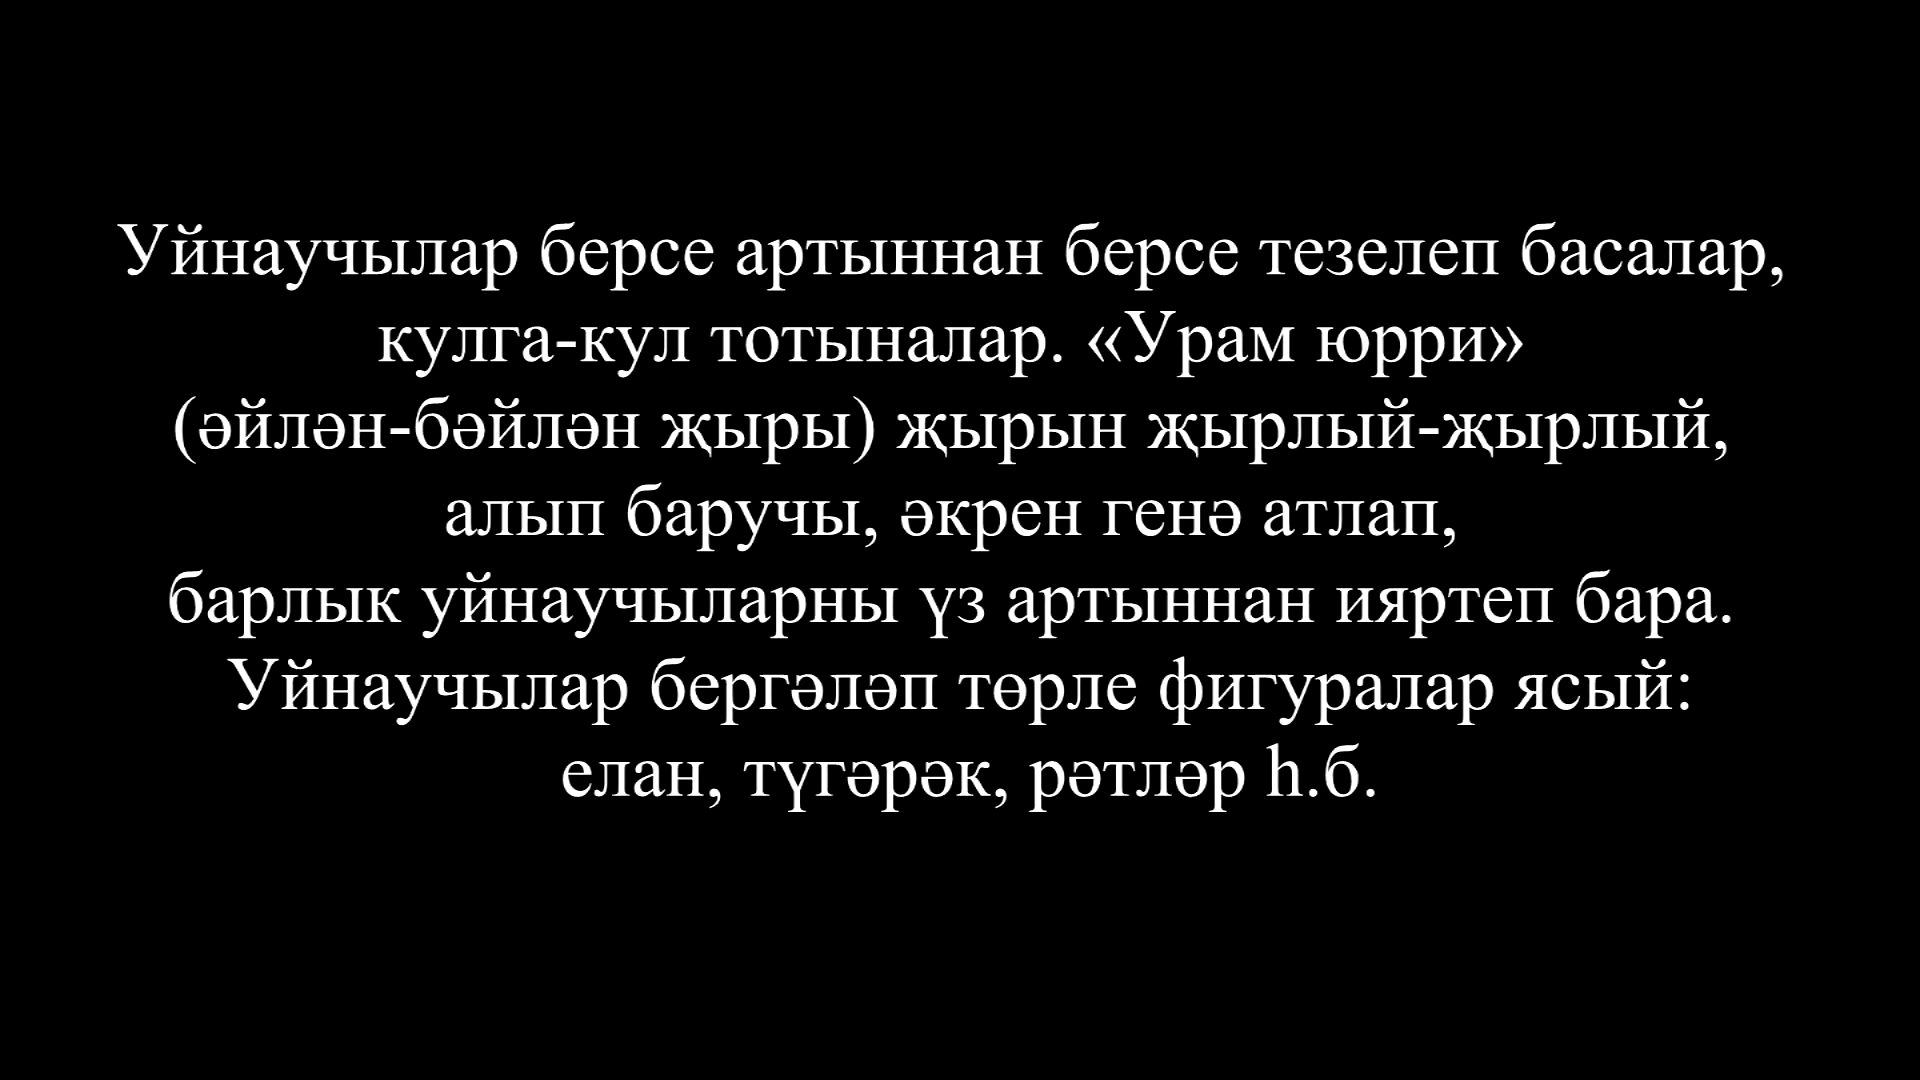 Уйнаучылар берсе артыннан берсе тезелеп басалар,
кулга-кул тотыналар. «Урам юрри»
(әйлән-бәйлән җыры) җырын җырлый-җырлый,
алып баручы, әкрен генә атлап,
барлык уйнаучыларны үз артыннан ияртеп бара.
Уйнаучылар бергәләп төрле фигуралар ясый:
елан, түгәрәк, рәтләр һ.б.